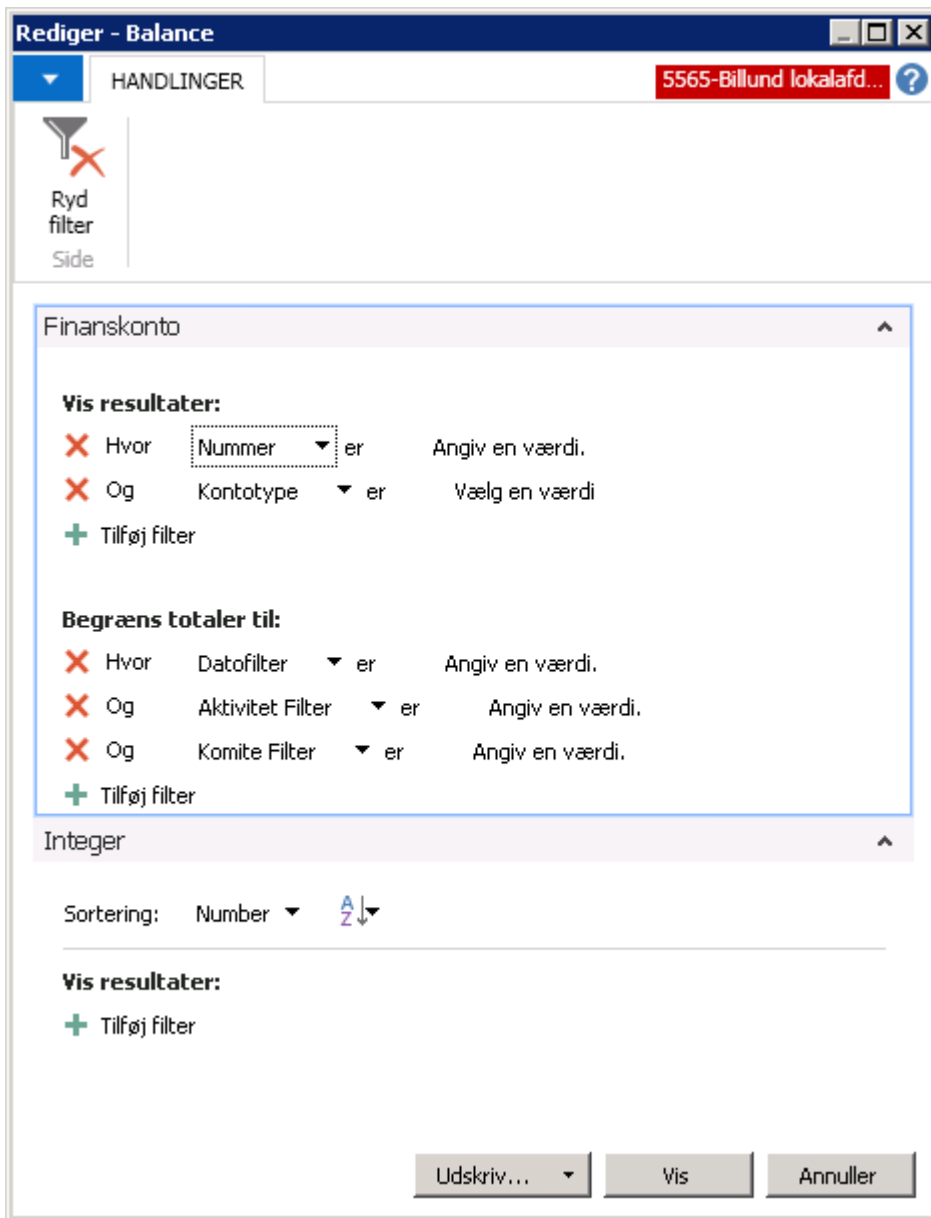 Rediger - Balance
HANDLINGER
5565-Billund lokalafd...
?
Ryd
filter
Side
Finanskonto
Vis resultater:
Hvor Nummer er Angiv en værdi.
Og Kontotype er Vælg en værdi
Tilføj filter
Begræns totaler til:
Hvor Datofilter er Angiv en værdi.
Og Aktivitet Filter er Angiv en værdi.
Og Komite Filter er Angiv en værdi.
Tilføj filter
Integer
Sortering: Number AZ
Vis resultater:
Tilføj filter
Udskriv... Vis Annuller